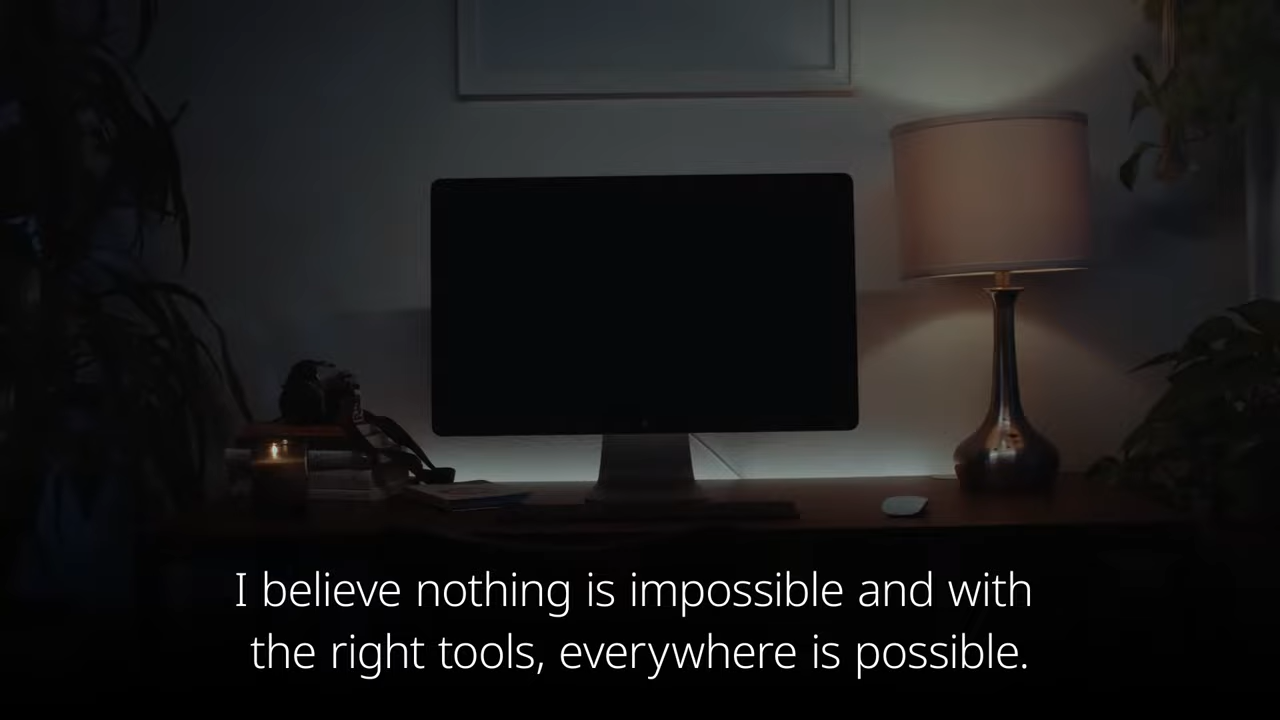 I believe nothing is impossible and with
the right tools, everywhere is possible.